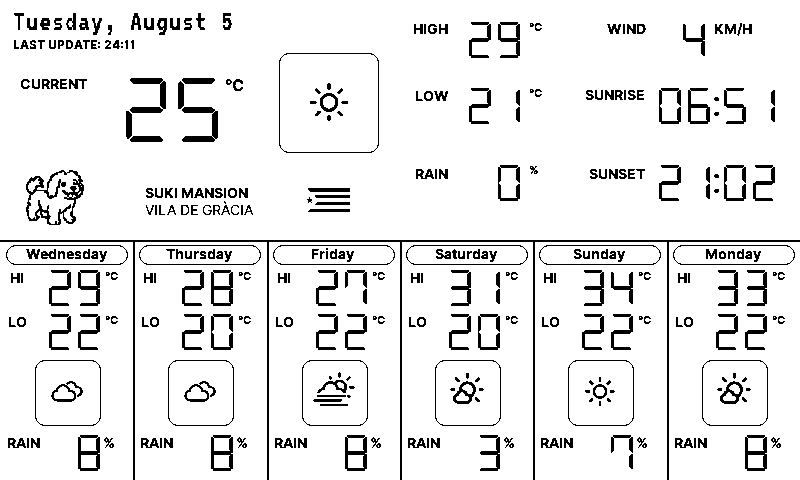 Tuesday, August 5
LAST UPDATE: 24:11
CURRENT 25 °C
HIGH 29 °C
LOW 21 °C
RAIN 0 %
WIND 4 KM/H
SUNRISE 06:51
SUNSET 21:02
SUKI MANSION
VILA DE GRÀCIA
Wednesday
HI 29 °C
LO 22 °C
RAIN 8 %
Thursday
HI 28 °C
LO 20 °C
RAIN 8 %
Friday
HI 27 °C
LO 22 °C
RAIN 8 %
Saturday
HI 31 °C
LO 20 °C
RAIN 3 %
Sunday
HI 34 °C
LO 22 °C
RAIN 7 %
Monday
HI 33 °C
LO 22 °C
RAIN 8 %